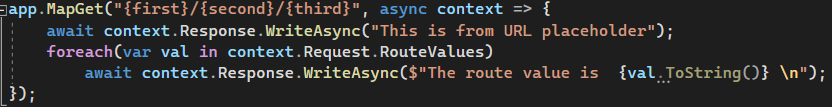 app.MapGet("{first}/{second}/{third}", async context => {
    await context.Response.WriteAsync("This is from URL placeholder");
    foreach(var val in context.Request.RouteValues)
        await context.Response.WriteAsync($"The route value is  {val.ToString()} \n");
});